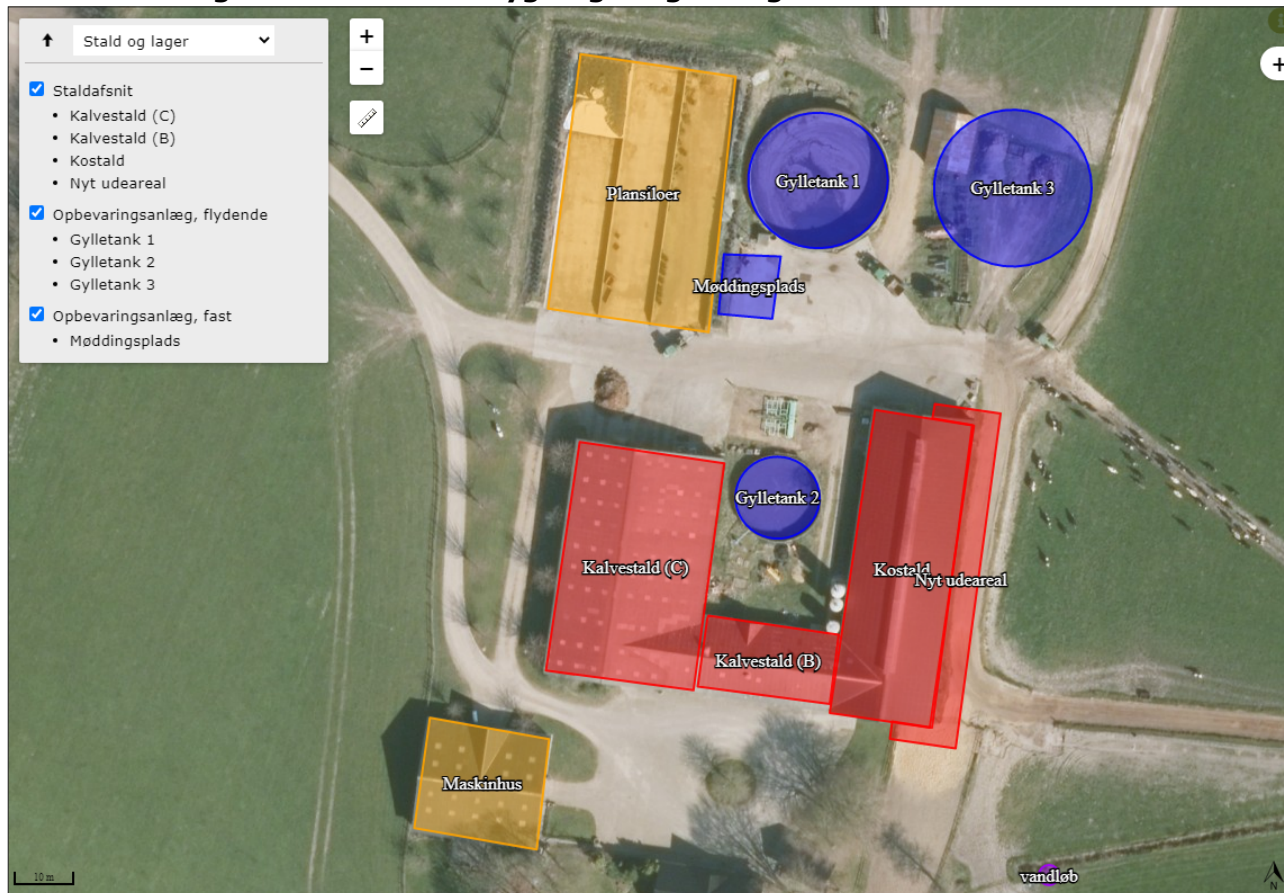 Stald og lager
Staldafsnit
• Kalvestald (C)
• Kalvestald (B)
• Kostald
• Nyt udeareal
Opbevaringsanlæg, flydende
• Gylletank 1
• Gylletank 2
• Gylletank 3
Opbevaringsanlæg, fast
• Møddingsplads
+
−
+
Plansiloer
Gylletank 1
Gylletank 3
Møddingsplads
Gylletank 2
Kalvestald (C)
Kostald
Nyt udeareal
Kalvestald (B)
Maskinhus
vandløb
10 m